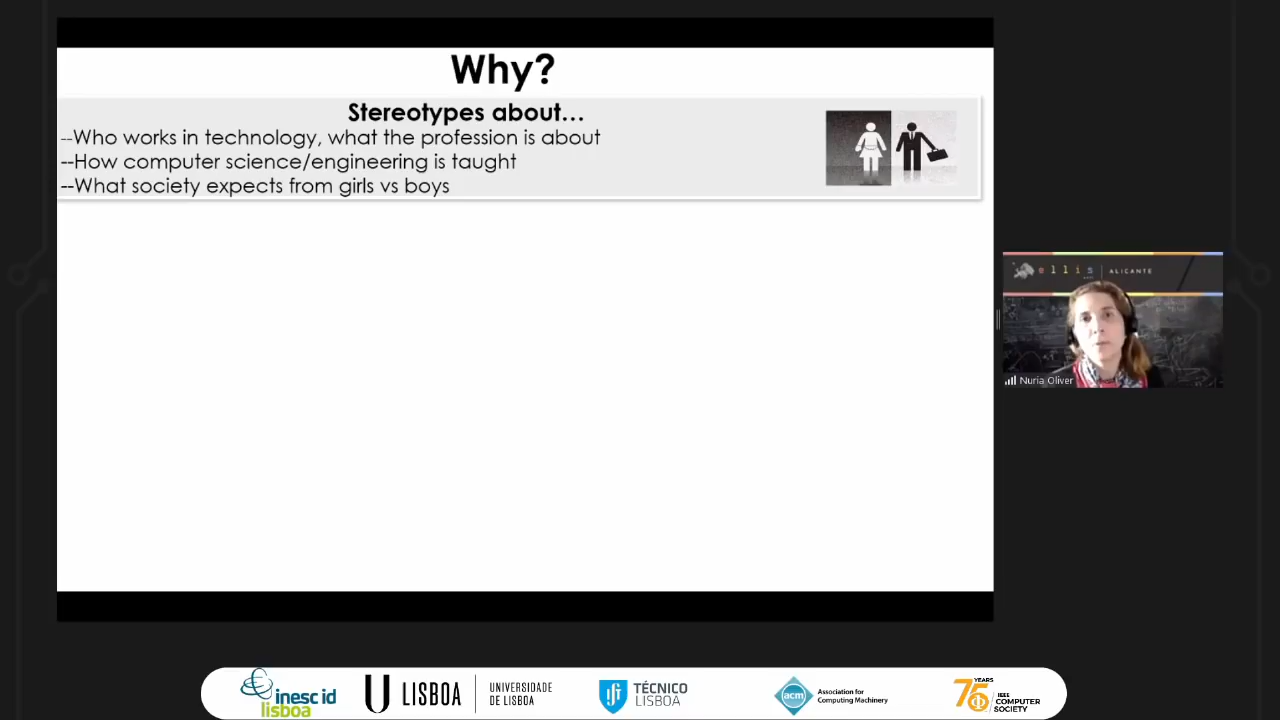 Why?
Stereotypes about...
--Who works in technology, what the profession is about
--How computer science/engineering is taught
--What society expects from girls vs boys
ellis | ALICANTE
Nuria Oliver
inesc id
lisboa
U LISBOA | UNIVERSIDADE
DE LISBOA
TÉCNICO
LISBOA
acm Association for
Computing Machinery
75 YEARS
IEEE
COMPUTER
SOCIETY